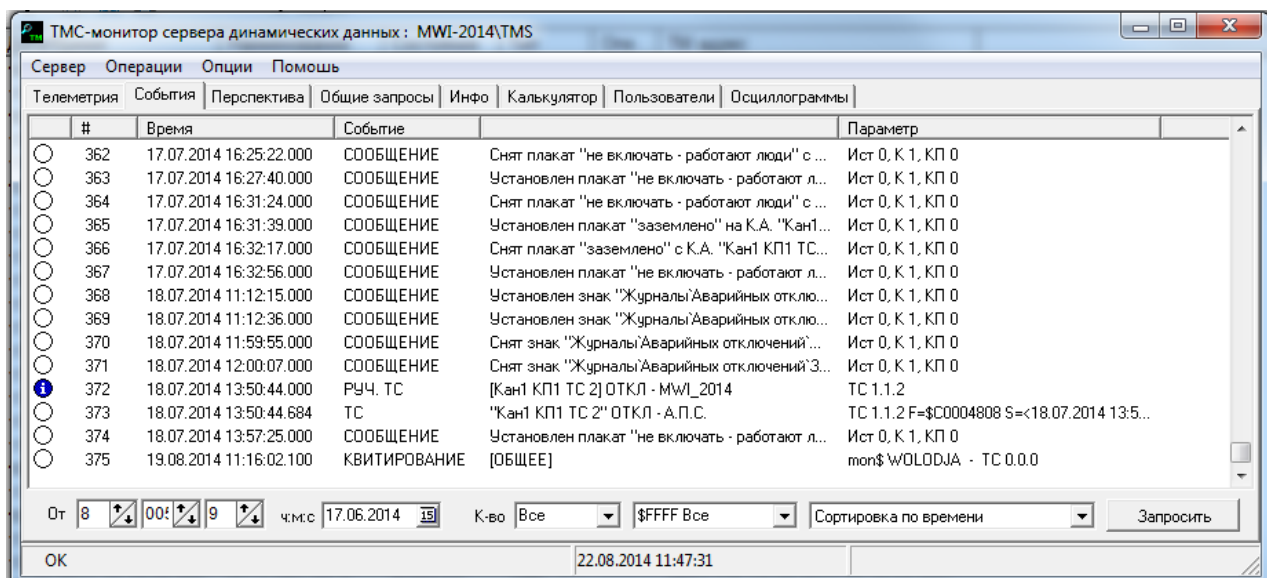 ТМС-монитор сервера динамических данных : MWI-2014\TMS
Сервер Операции Опции Помошь
Телеметрия События Перспектива Общие запросы Инфо Калькулятор Пользователи Осциллограммы
# Время Событие Параметр
362 17.07.2014 16:25:22.000 СООБЩЕНИЕ Снят плакат "не включать - работают люди" с ... Ист 0, К 1, КП 0
363 17.07.2014 16:27:40.000 СООБЩЕНИЕ Установлен плакат "не включать - работают л... Ист 0, К 1, КП 0
364 17.07.2014 16:31:24.000 СООБЩЕНИЕ Снят плакат "не включать - работают люди" с ... Ист 0, К 1, КП 0
365 17.07.2014 16:31:39.000 СООБЩЕНИЕ Установлен плакат "заземлено" на К.А. "Кан1... Ист 0, К 1, КП 0
366 17.07.2014 16:32:17.000 СООБЩЕНИЕ Снят плакат "заземлено" с К.А. "Кан1 КП1 ТС... Ист 0, К 1, КП 0
367 17.07.2014 16:32:56.000 СООБЩЕНИЕ Установлен плакат "не включать - работают л... Ист 0, К 1, КП 0
368 18.07.2014 11:12:15.000 СООБЩЕНИЕ Установлен знак "Журналы`Аварийных отклю... Ист 0, К 1, КП 0
369 18.07.2014 11:12:36.000 СООБЩЕНИЕ Установлен знак "Журналы`Аварийных отклю... Ист 0, К 1, КП 0
370 18.07.2014 11:59:55.000 СООБЩЕНИЕ Снят знак "Журналы`Аварийных отключений`... Ист 0, К 1, КП 0
371 18.07.2014 12:00:07.000 СООБЩЕНИЕ Снят знак "Журналы`Аварийных отключений`З... Ист 0, К 1, КП 0
372 18.07.2014 13:50:44.000 РУЧ. ТС [Кан1 КП1 ТС 2] ОТКЛ - MWI_2014 ТС 1.1.2
373 18.07.2014 13:50:44.684 ТС "Кан1 КП1 ТС 2" ОТКЛ - А.П.С. ТС 1.1.2 F=$C0004808 S=<18.07.2014 13:5...
374 18.07.2014 13:57:25.000 СООБЩЕНИЕ Установлен плакат "не включать - работают л... Ист 0, К 1, КП 0
375 19.08.2014 11:16:02.100 КВИТИРОВАНИЕ [ОБЩЕЕ] mon$ WOLODJA - ТС 0.0.0
От 8 00 9 ч:м:с 17.06.2014 15 К-во Все $FFFF Все Сортировка по времени Запросить
OK 22.08.2014 11:47:31